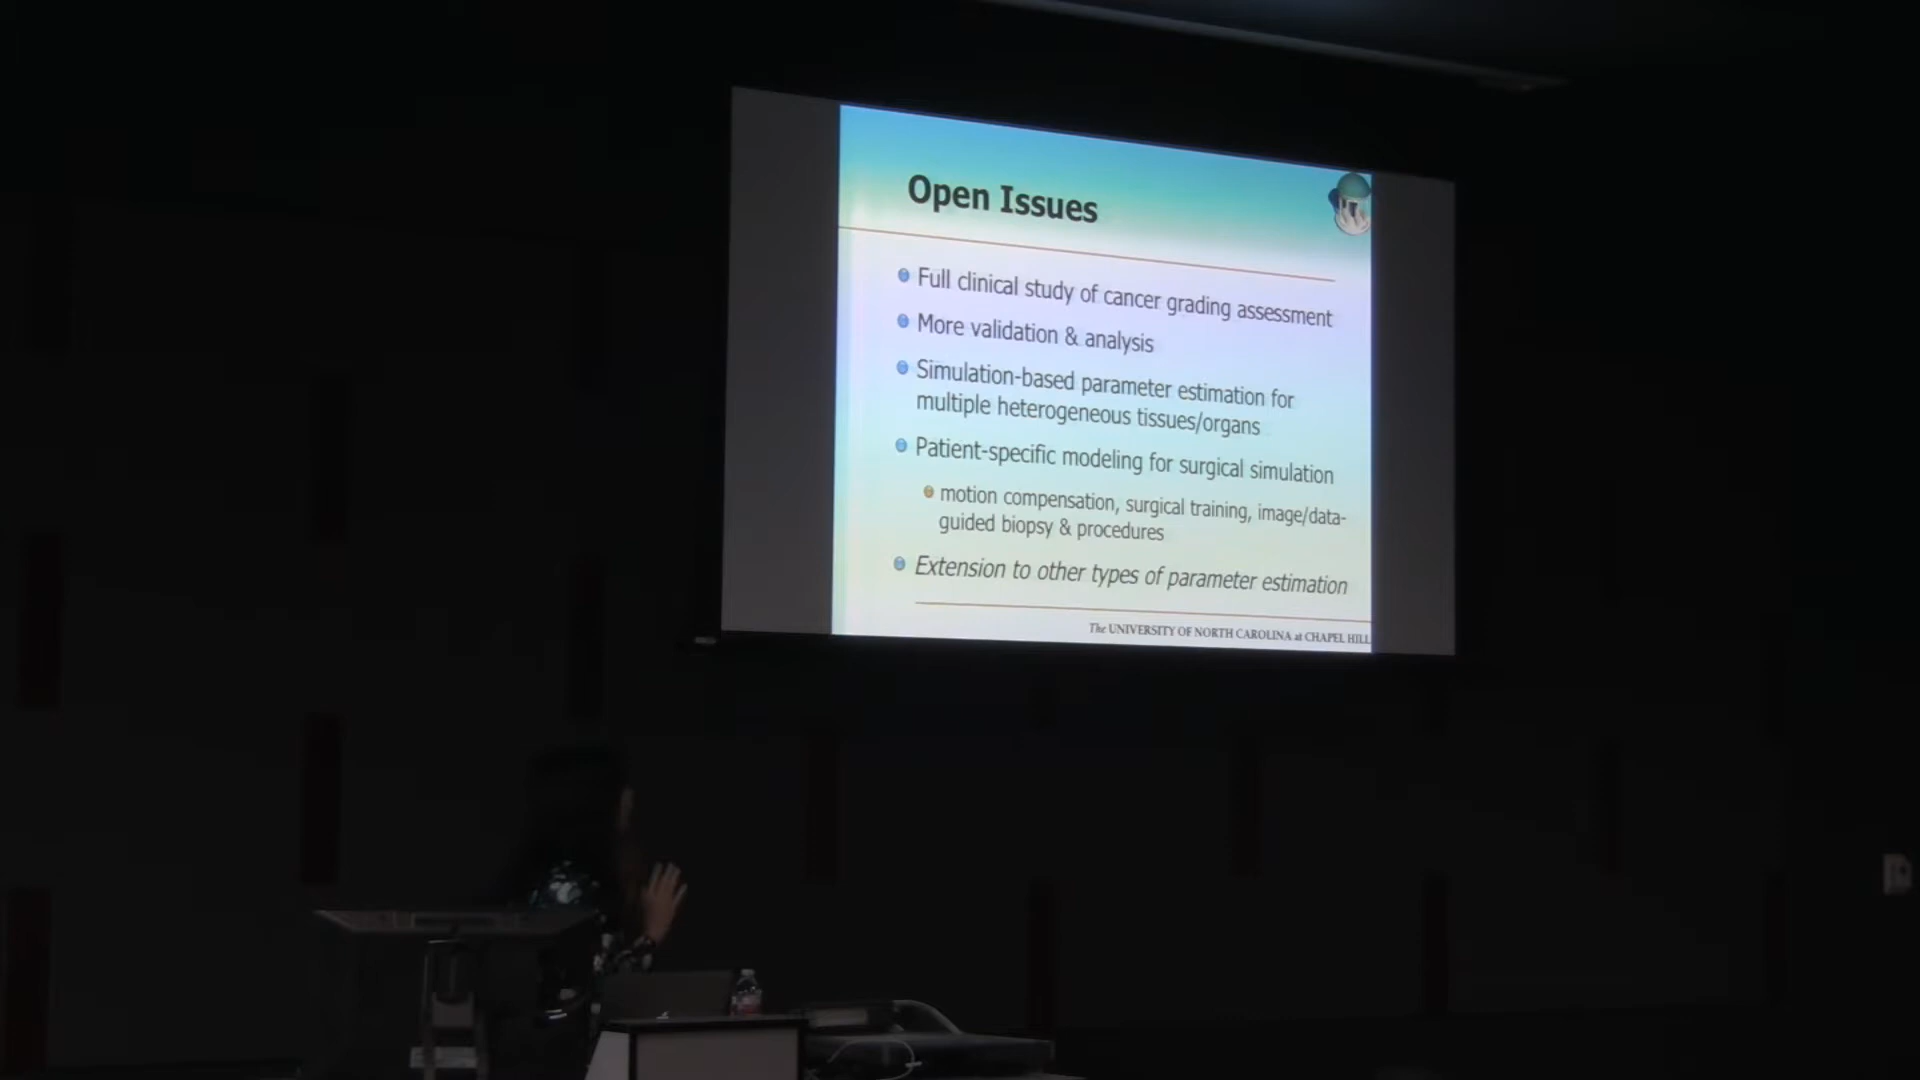 Open Issues
Full clinical study of cancer grading assessment
More validation & analysis
Simulation-based parameter estimation for
multiple heterogeneous tissues/organs
Patient-specific modeling for surgical simulation
motion compensation, surgical training, image/data-
guided biopsy & procedures
Extension to other types of parameter estimation
The UNIVERSITY OF NORTH CAROLINA at CHAPEL HILL